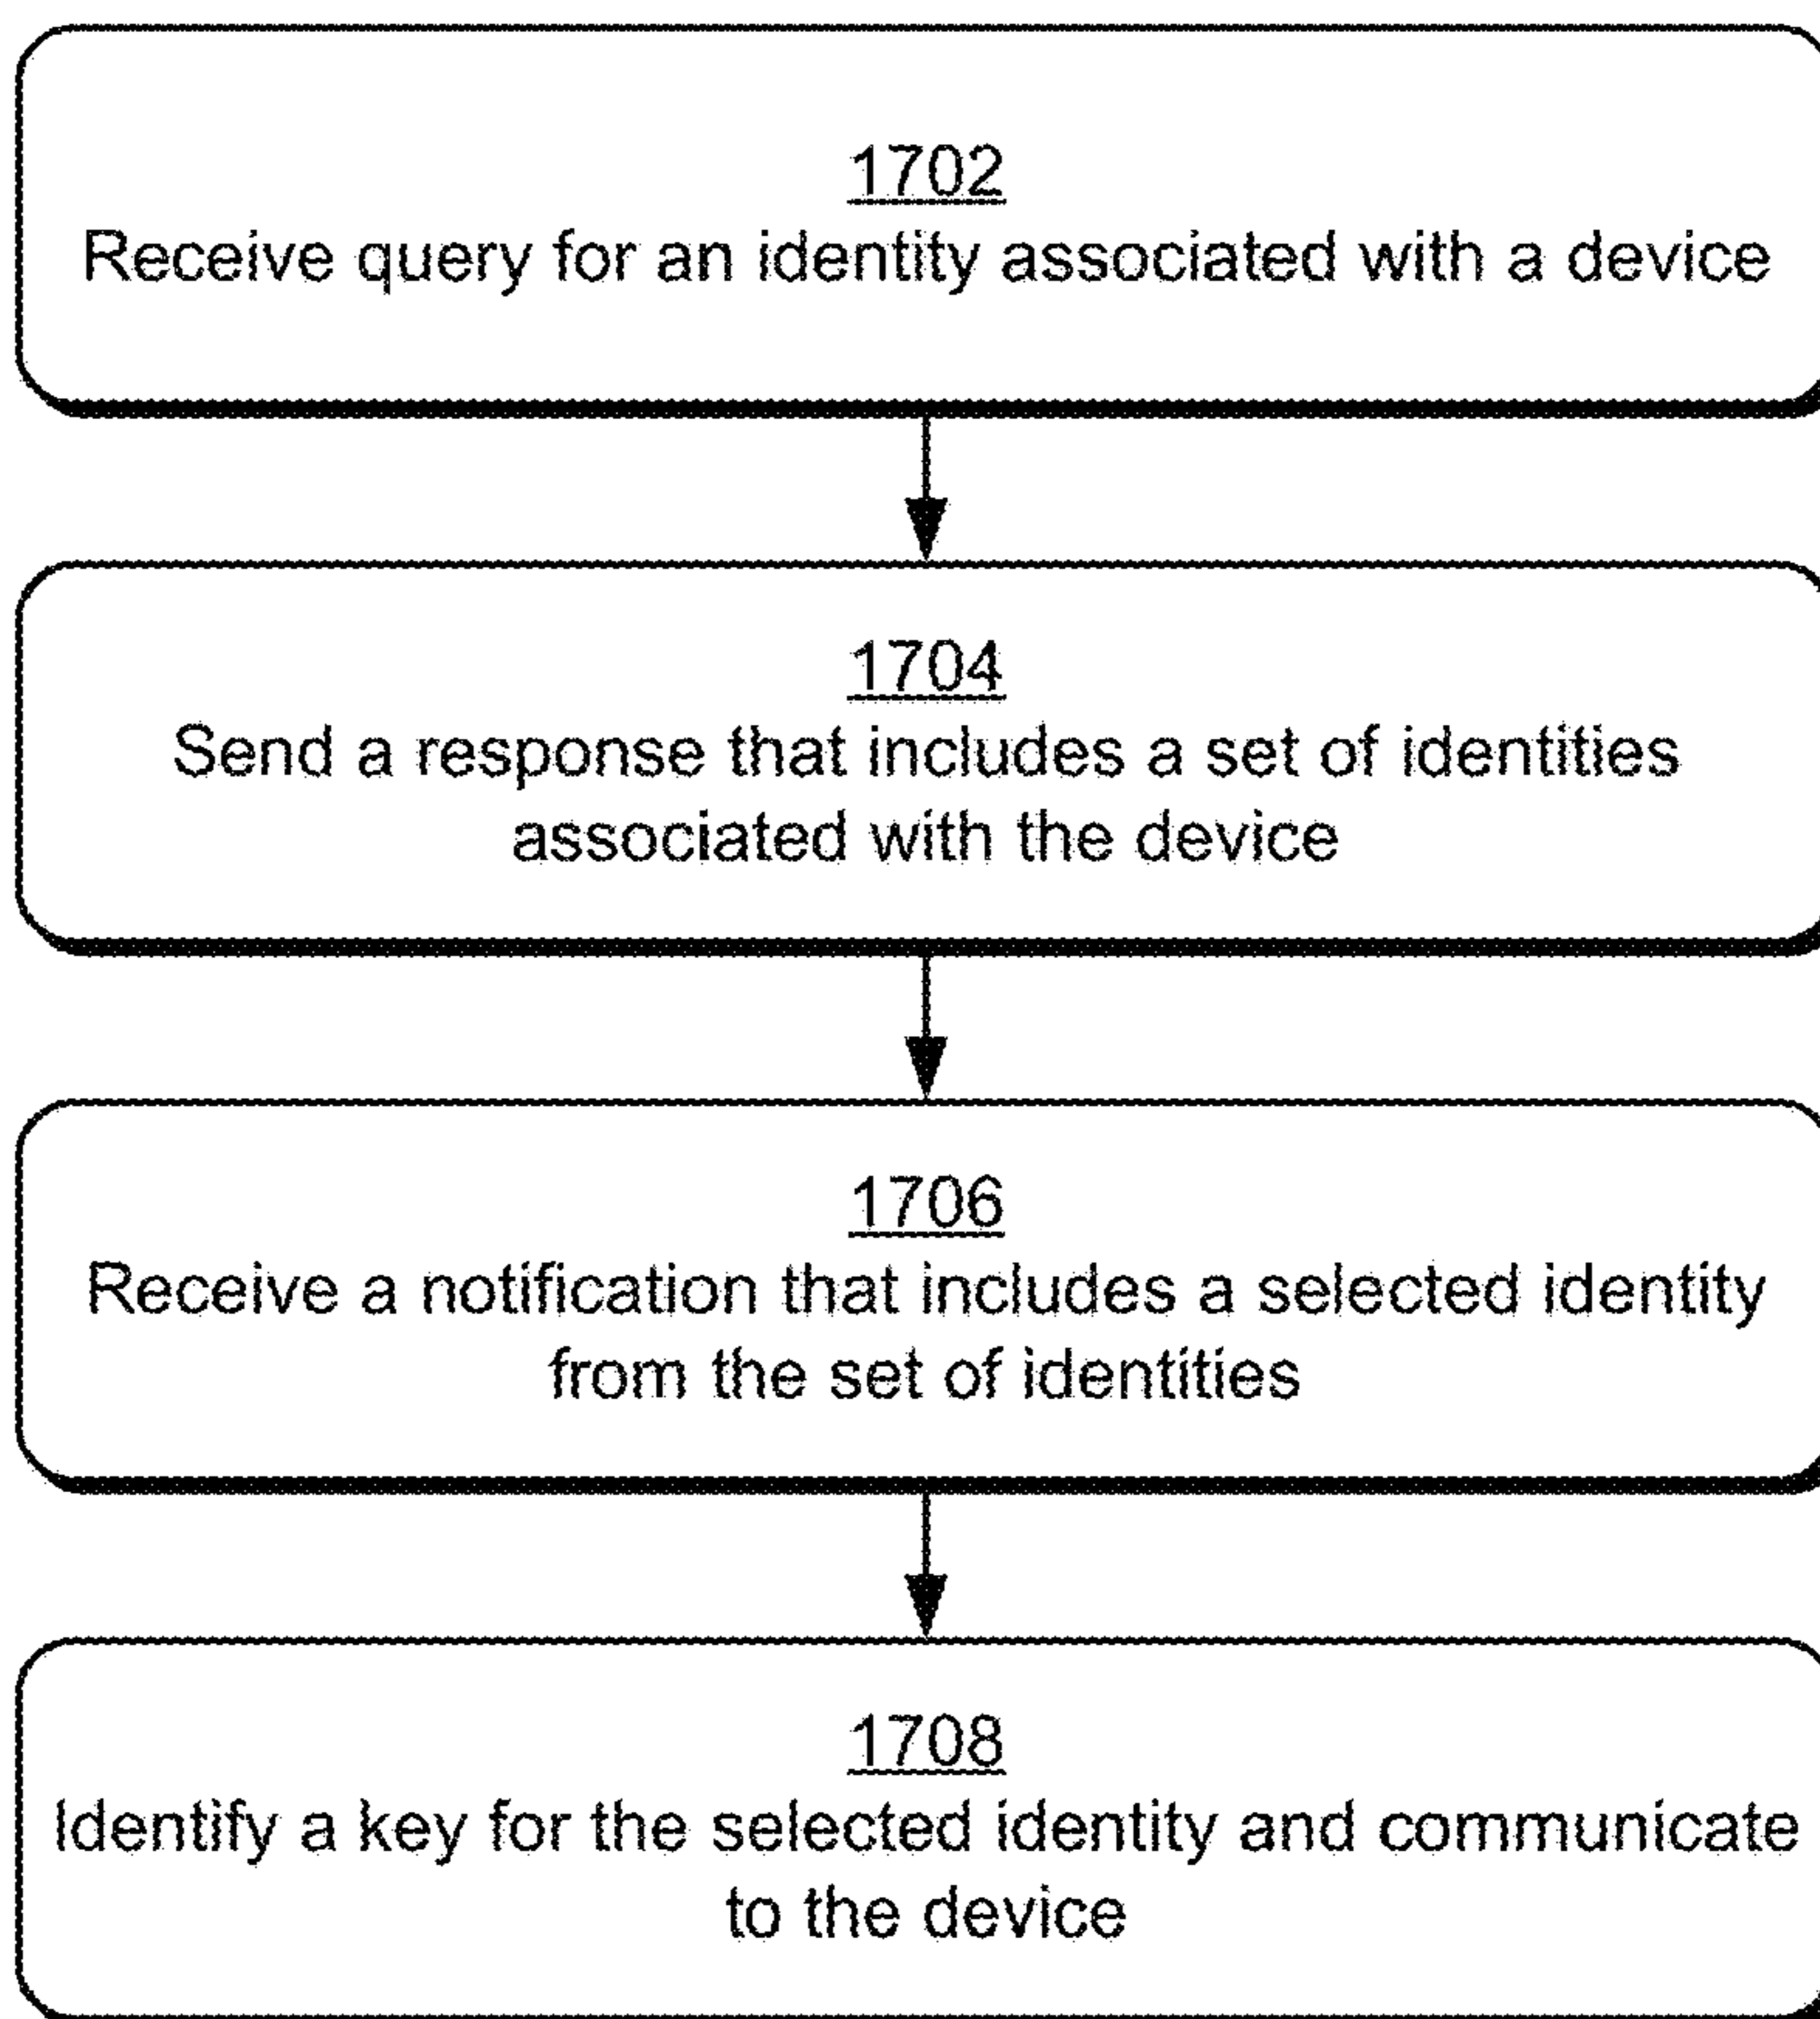 1702
Receive query for an identity associated with a device
1704
Send a response that includes a set of identities
associated with the device
1706
Receive a notification that includes a selected identity
from the set of identities
1708
Identify a key for the selected identity and communicate
to the device